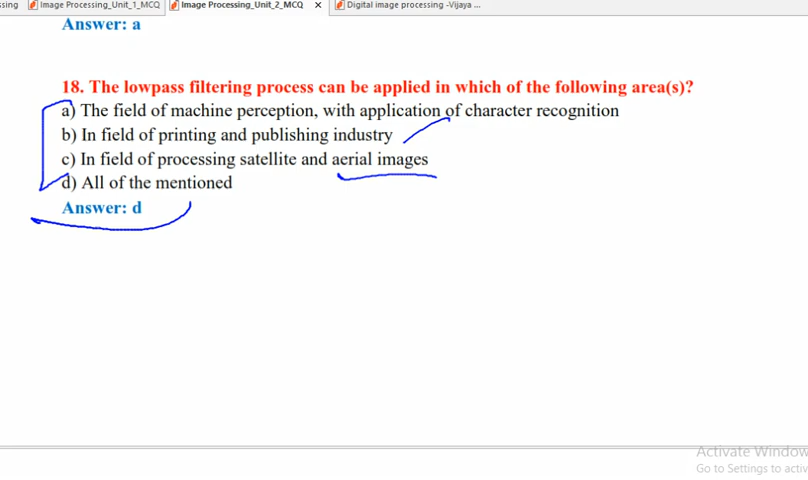 ssing Image Processing_Unit_1_MCQ Image Processing_Unit_2_MCQ × Digital image processing -Vijaya ...
Answer: a
18. The lowpass filtering process can be applied in which of the following area(s)?
a) The field of machine perception, with application of character recognition
b) In field of printing and publishing industry
c) In field of processing satellite and aerial images
d) All of the mentioned
Answer: d
Activate Window
Go to Settings to activ